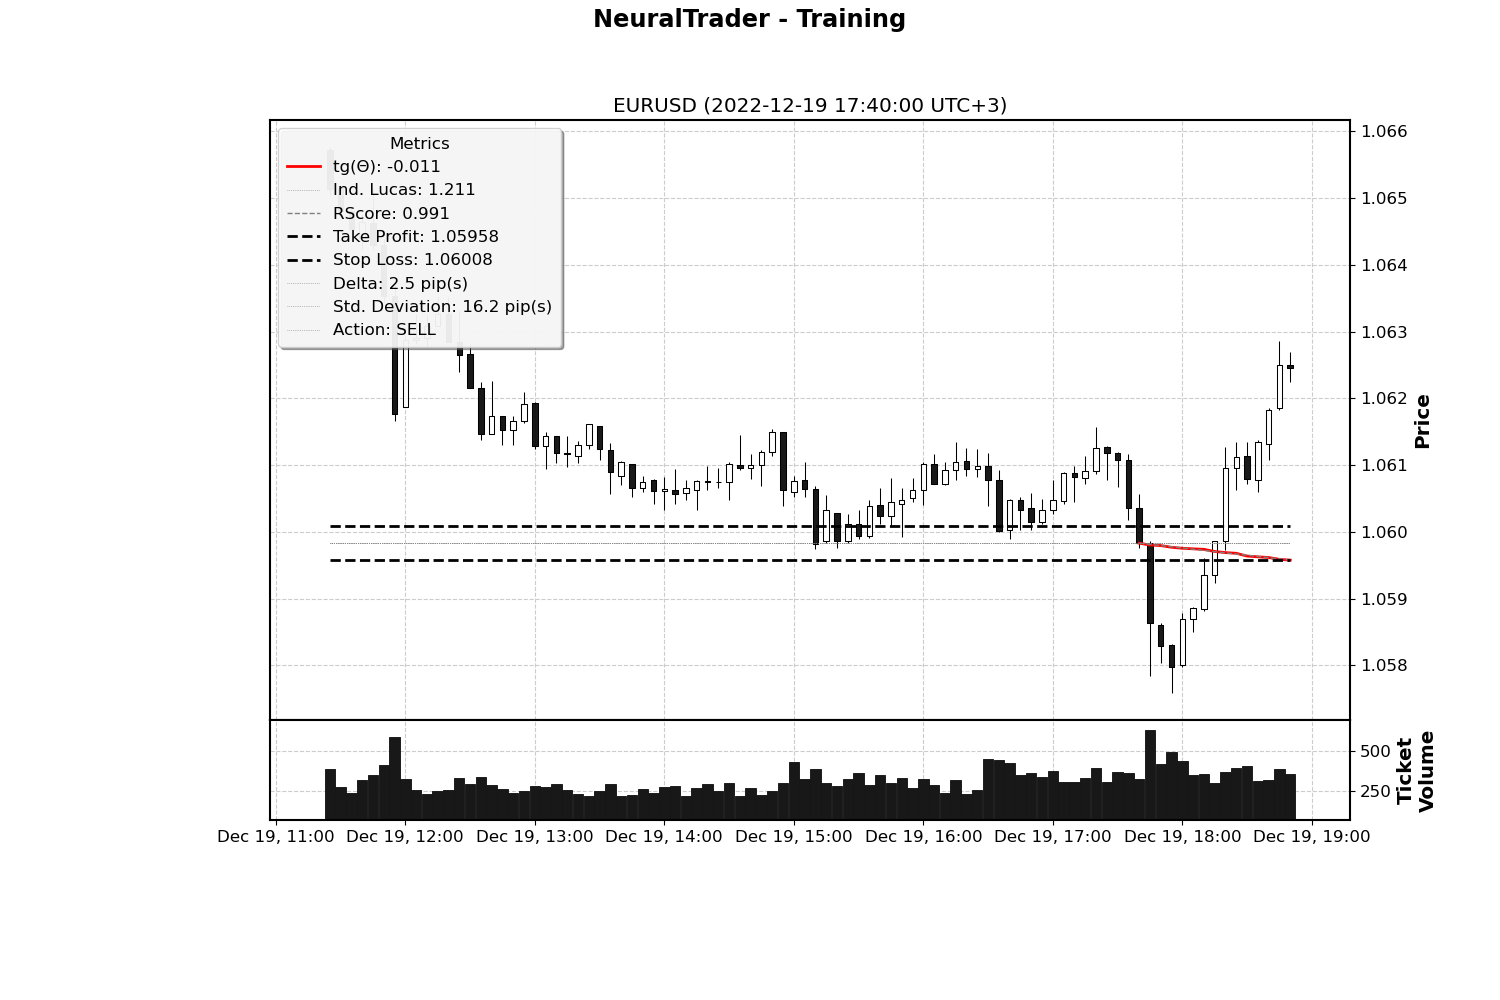 NeuralTrader - Training
EURUSD (2022-12-19 17:40:00 UTC+3)
Metrics
tg(Θ): -0.011
Ind. Lucas: 1.211
RScore: 0.991
Take Profit: 1.05958
Stop Loss: 1.06008
Delta: 2.5 pip(s)
Std. Deviation: 16.2 pip(s)
Action: SELL
1.066
1.065
1.064
1.063
1.062
1.061
1.060
1.059
1.058
Price
500
250
Ticket
Volume
Dec 19, 11:00 Dec 19, 12:00 Dec 19, 13:00 Dec 19, 14:00 Dec 19, 15:00 Dec 19, 16:00 Dec 19, 17:00 Dec 19, 18:00 Dec 19, 19:00